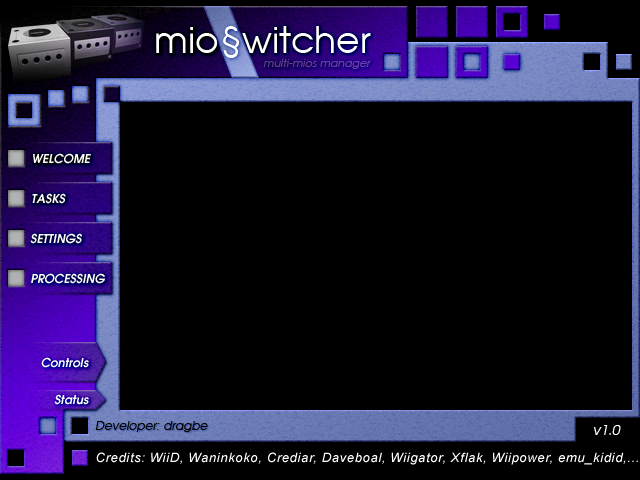 mio§witcher
multi-mios manager
WELCOME
TASKS
SETTINGS
PROCESSING
Controls
Status
Developer: dragbe
v1.0
Credits: WiiD, Waninkoko, Crediar, Daveboal, Wiigator, Xflak, Wiipower, emu_kidid,...